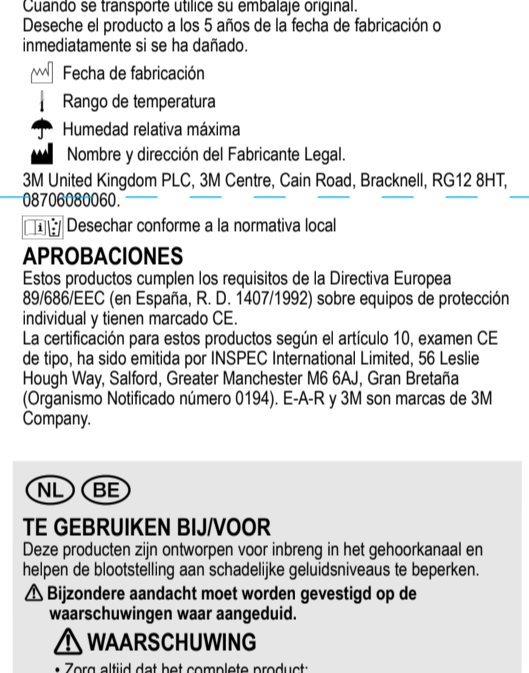 Cuando se transporte utilice su embalaje original.
Deseche el producto a los 5 años de la fecha de fabricación o
inmediatamente si se ha dañado.
Fecha de fabricación
Rango de temperatura
Humedad relativa máxima
Nombre y dirección del Fabricante Legal.
3M United Kingdom PLC, 3M Centre, Cain Road, Bracknell, RG12 8HT,
08706080060.
Desechar conforme a la normativa local
APROBACIONES
Estos productos cumplen los requisitos de la Directiva Europea
89/686/EEC (en España, R. D. 1407/1992) sobre equipos de protección
individual y tienen marcado CE.
La certificación para estos productos según el artículo 10, examen CE
de tipo, ha sido emitida por INSPEC International Limited, 56 Leslie
Hough Way, Salford, Greater Manchester M6 6AJ, Gran Bretaña
(Organismo Notificado número 0194). E-A-R y 3M son marcas de 3M
Company.
NL BE
TE GEBRUIKEN BIJ/VOOR
Deze producten zijn ontworpen voor inbreng in het gehoorkanaal en
helpen de blootstelling aan schadelijke geluidsniveaus te beperken.
Bijzondere aandacht moet worden gevestigd op de
waarschuwingen waar aangeduid.
WAARSCHUWING
• Zorg altijd dat het complete product: